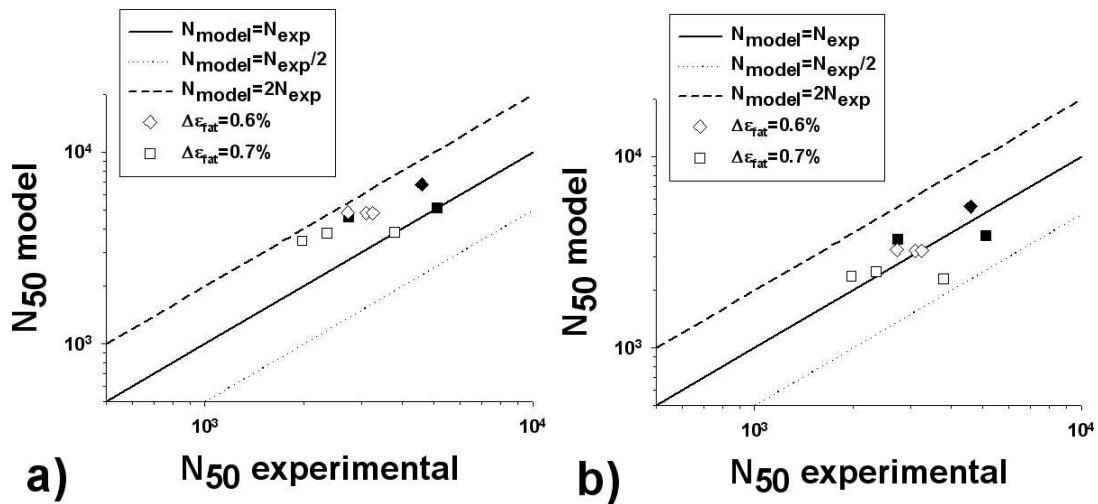 N_model=N_exp
N_model=N_exp/2
N_model=2N_exp
Δε_fat=0.6%
Δε_fat=0.7%
N_50 model
10^4
10^3
10^3
10^4
a)
N_50 experimental
N_model=N_exp
N_model=N_exp/2
N_model=2N_exp
Δε_fat=0.6%
Δε_fat=0.7%
N_50 model
10^4
10^3
10^3
10^4
b)
N_50 experimental